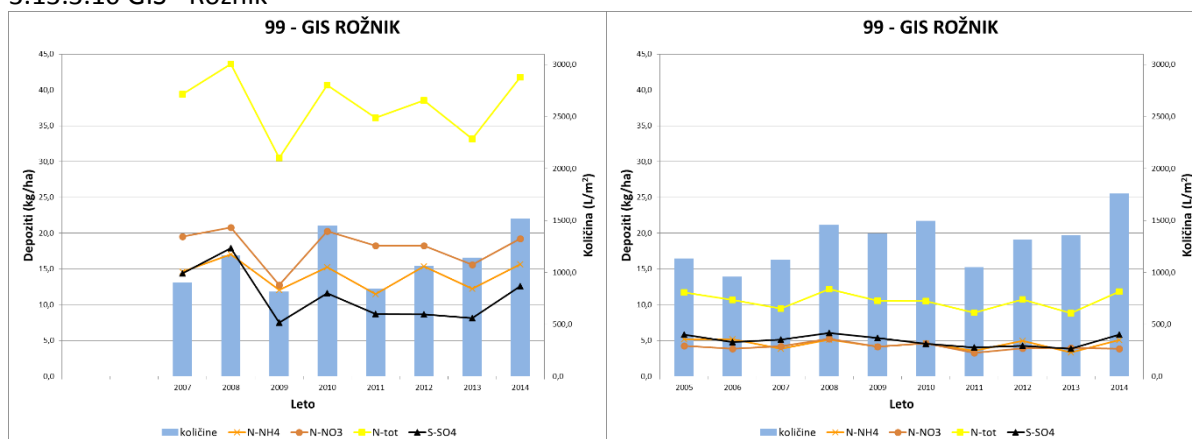 GIS - Rožnik
99 - GIS ROŽNIK
Depoziti (kg/ha)
45,0
40,0
35,0
30,0
25,0
20,0
15,0
10,0
5,0
0,0
3000,0
2500,0
2000,0
1500,0
1000,0
500,0
0,0
Količina (L/m²)
2007 2008 2009 2010 2011 2012 2013 2014
Leto
količine N-NH4 N-NO3 N-tot S-SO4
99 - GIS ROŽNIK
Depoziti (kg/ha)
45,0
40,0
35,0
30,0
25,0
20,0
15,0
10,0
5,0
0,0
3000,0
2500,0
2000,0
1500,0
1000,0
500,0
0,0
Količina (L/m²)
2005 2006 2007 2008 2009 2010 2011 2012 2013 2014
Leto
količine N-NH4 N-NO3 N-tot S-SO4